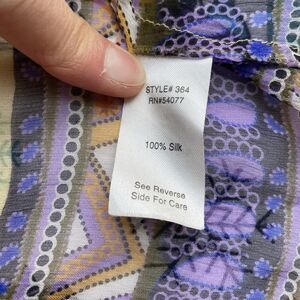 STYLE# 364
RN#54077
100% Silk
See Reverse
Side For Care